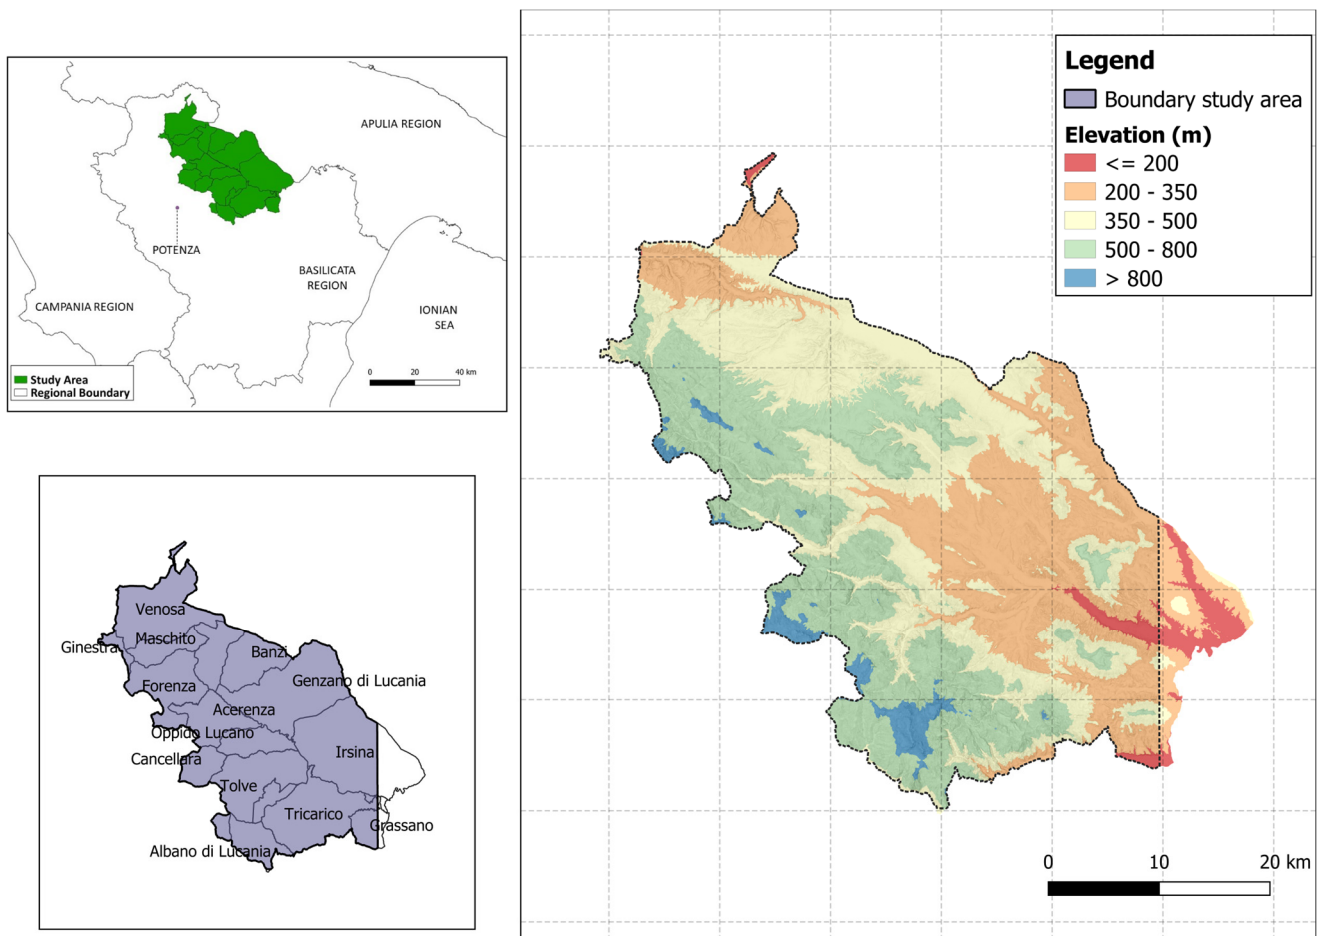 APULIA REGION
POTENZA
BASILICATA
REGION
CAMPANIA REGION
IONIAN
SEA
Study Area
Regional Boundary
0 20 40 km
Venosa
Ginestra
Maschito
Banzi
Forenza
Genzano di Lucania
Acerenza
Oppido Lucano
Irsina
Cancellara
Tolve
Tricarico
Grassano
Albano di Lucania
Legend
Boundary study area
Elevation (m)
<= 200
200 - 350
350 - 500
500 - 800
> 800
0 10 20 km